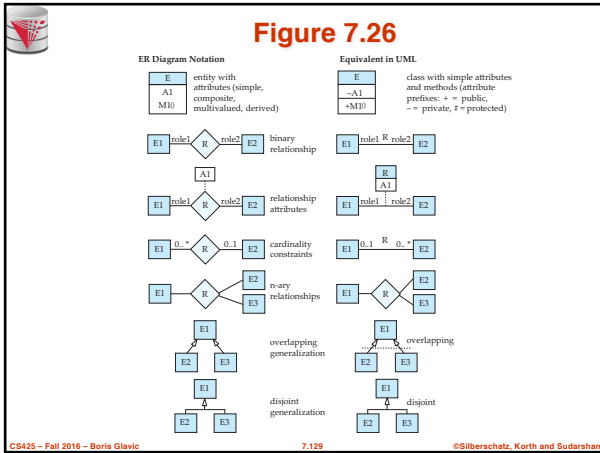 Figure 7.26
ER Diagram Notation
Equivalent in UML
E
A1
M1()
entity with
attributes (simple,
composite,
multivalued, derived)
E
–A1
+M1()
class with simple attributes
and methods (attribute
prefixes: + = public,
– = private, # = protected)
E1 role1 R role2 E2
binary
relationship
E1 role1 R role2 E2
A1
E1 role1 R role2 E2
relationship
attributes
R
A1
E1 role1 role2 E2
E1 0.. * R 0..1 E2
cardinality
constraints
E1 0..1 R 0.. * E2
E1 R E2
E3
n-ary
relationships
E1 R E2
E3
E1
E2 E3
overlapping
generalization
E1
E2 E3
overlapping
E1
E2 E3
disjoint
generalization
E1
E2 E3
disjoint
CS425 – Fall 2016 – Boris Glavic 7.129 ©Silberschatz, Korth and Sudarshan